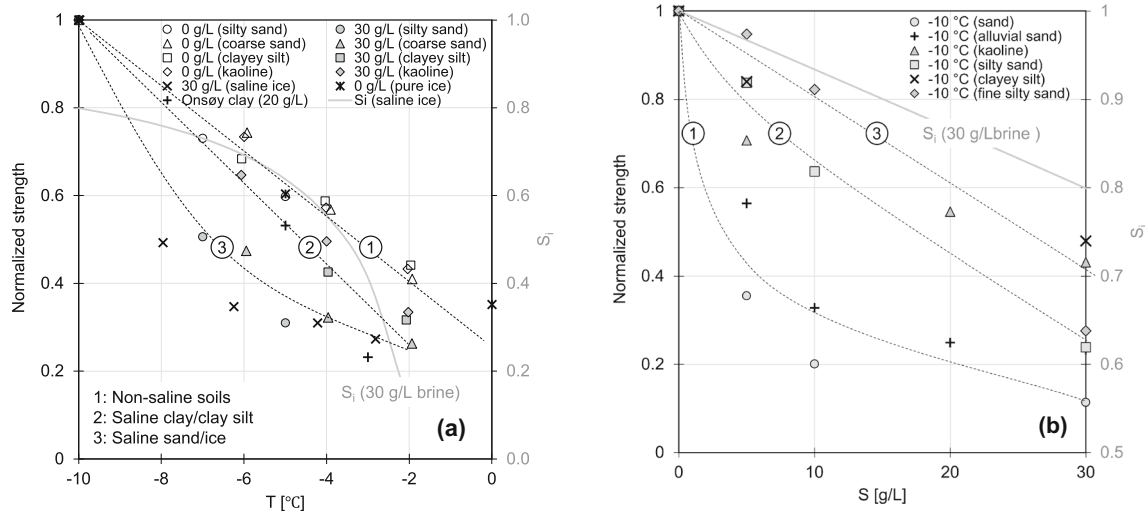 0 g/L (silty sand)
30 g/L (silty sand)
0 g/L (coarse sand)
30 g/L (coarse sand)
0 g/L (clayey silt)
30 g/L (clayey silt)
0 g/L (kaoline)
30 g/L (kaoline)
30 g/L (saline ice)
0 g/L (pure ice)
Onsøy clay (20 g/L)
Si (saline ice)
1
0.8
0.6
0.4
0.2
0
Normalized strength
1.0
0.8
0.6
0.4
0.2
0.0
Si
1
2
3
Si (30 g/L brine)
1: Non-saline soils
2: Saline clay/clay silt
3: Saline sand/ice
(a)
-10 -8 -6 -4 -2 0
T [°C]
-10 °C (sand)
-10 °C (alluvial sand)
-10 °C (kaoline)
-10 °C (silty sand)
-10 °C (clayey silt)
-10 °C (fine silty sand)
1
0.8
0.6
0.4
0.2
0
Normalized strength
1
0.9
0.8
0.7
0.6
0.5
Si
1
2
3
Si (30 g/Lbrine )
(b)
0 10 20 30
S [g/L]